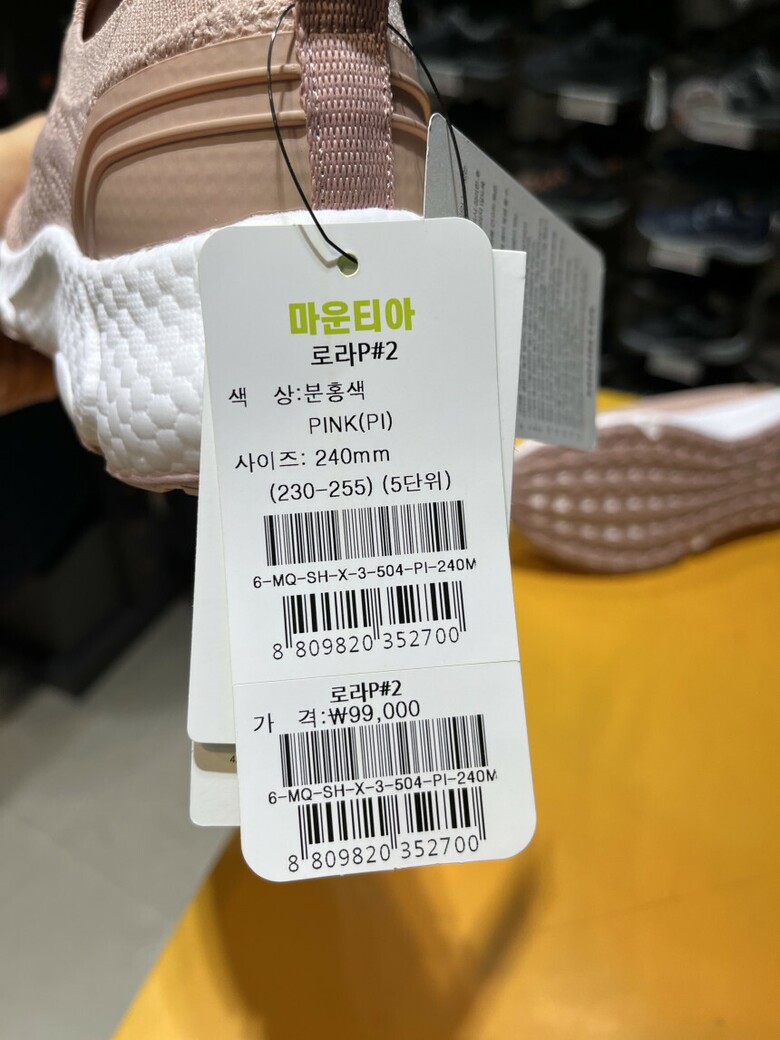 마운티아
로라P#2
색 상:분홍색
PINK(PI)
사이즈: 240mm
(230-255) (5단위)
6-MQ-SH-X-3-504-PI-240M
8 809820 352700
로라P#2
가 격:₩99,000
6-MQ-SH-X-3-504-PI-240M
8 809820 352700